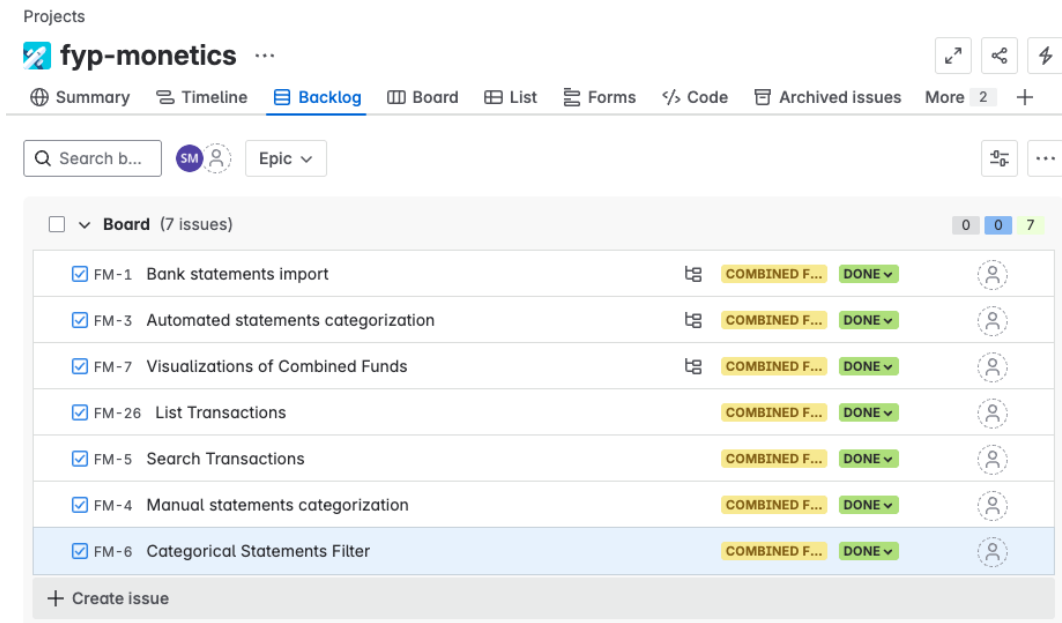 Projects
fyp-monetics ...
Summary Timeline Backlog Board List Forms Code Archived issues More 2
Search b... SM Epic
Board (7 issues) 0 0 7
FM-1 Bank statements import COMBINED F... DONE
FM-3 Automated statements categorization COMBINED F... DONE
FM-7 Visualizations of Combined Funds COMBINED F... DONE
FM-26 List Transactions COMBINED F... DONE
FM-5 Search Transactions COMBINED F... DONE
FM-4 Manual statements categorization COMBINED F... DONE
FM-6 Categorical Statements Filter COMBINED F... DONE
+ Create issue